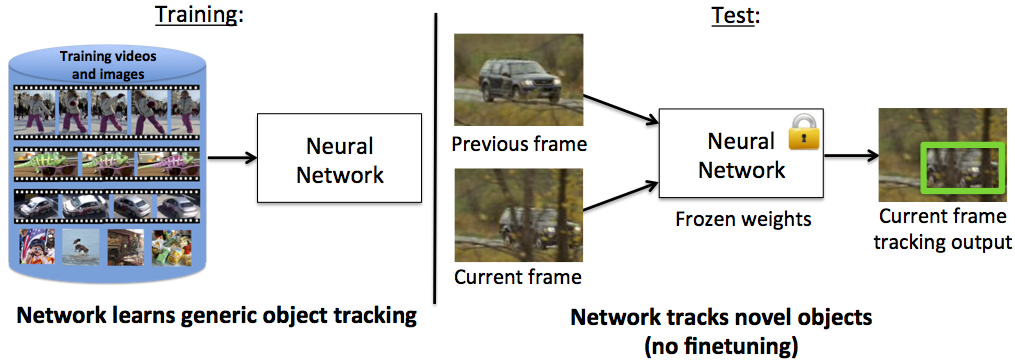 Training:
Training videos
and images
Neural
Network
Network learns generic object tracking
Test:
Previous frame
Current frame
Neural
Network
Frozen weights
Current frame
tracking output
Network tracks novel objects
(no finetuning)